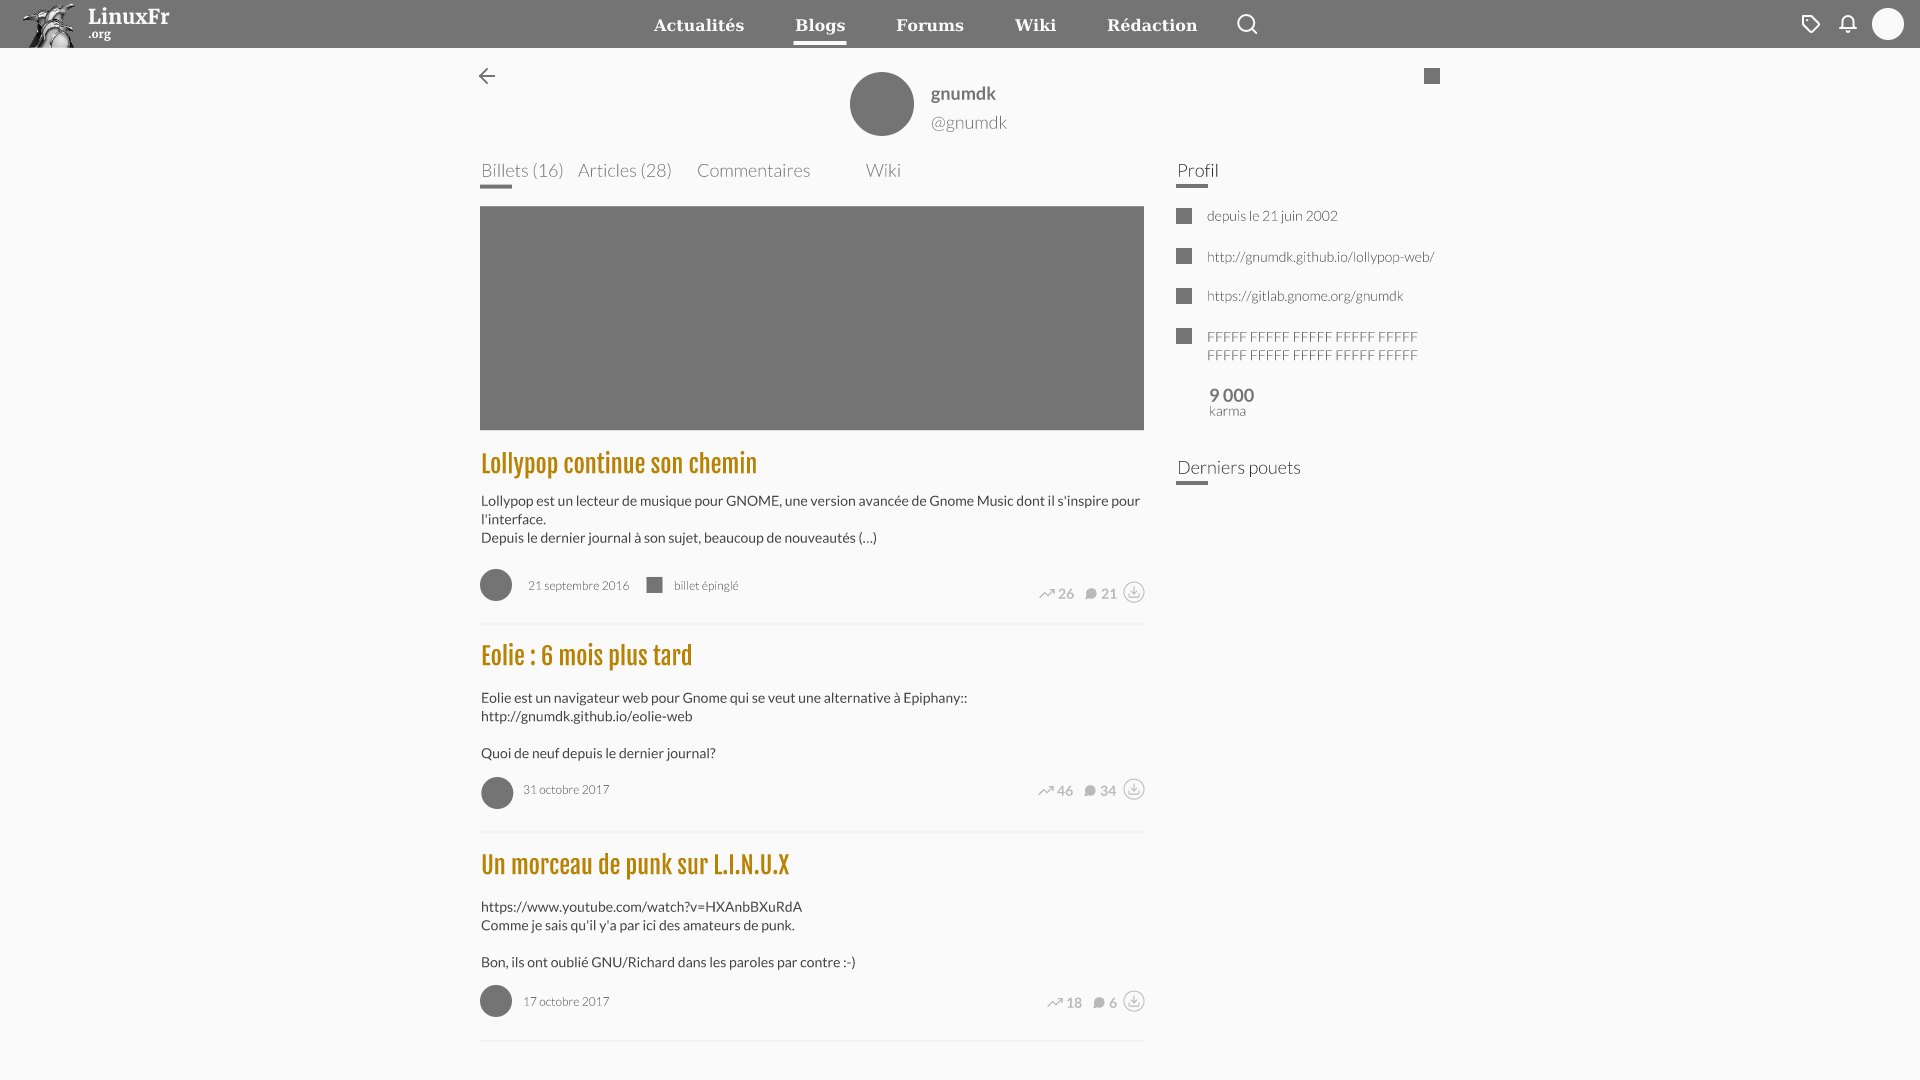 LinuxFr
.org
Actualités
Blogs
Forums
Wiki
Rédaction
gnumdk
@gnumdk
Billets (16)
Articles (28)
Commentaires
Wiki
Lollypop continue son chemin
Lollypop est un lecteur de musique pour GNOME, une version avancée de Gnome Music dont il s'inspire pour
l'interface.
Depuis le dernier journal à son sujet, beaucoup de nouveautés (…)
21 septembre 2016
billet épinglé
26
21
Eolie : 6 mois plus tard
Eolie est un navigateur web pour Gnome qui se veut une alternative à Epiphany::
http://gnumdk.github.io/eolie-web
Quoi de neuf depuis le dernier journal?
31 octobre 2017
46
34
Un morceau de punk sur L.I.N.U.X
https://www.youtube.com/watch?v=HXAnbBXuRdA
Comme je sais qu'il y'a par ici des amateurs de punk.
Bon, ils ont oublié GNU/Richard dans les paroles par contre :-)
17 octobre 2017
18
6
Profil
depuis le 21 juin 2002
http://gnumdk.github.io/lollypop-web/
https://gitlab.gnome.org/gnumdk
FFFFF FFFFF FFFFF FFFFF FFFFF
FFFFF FFFFF FFFFF FFFFF FFFFF
9 000
karma
Derniers pouets